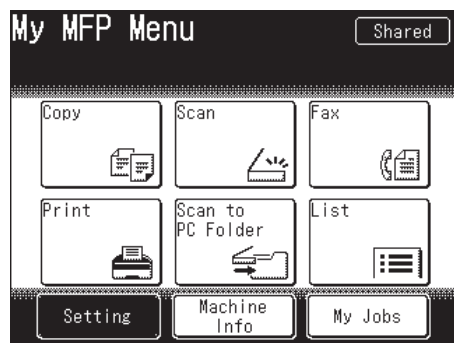 My MFP Menu
Shared
Copy
Scan
Fax
Print
Scan to
PC Folder
List
Setting
Machine
Info
My Jobs